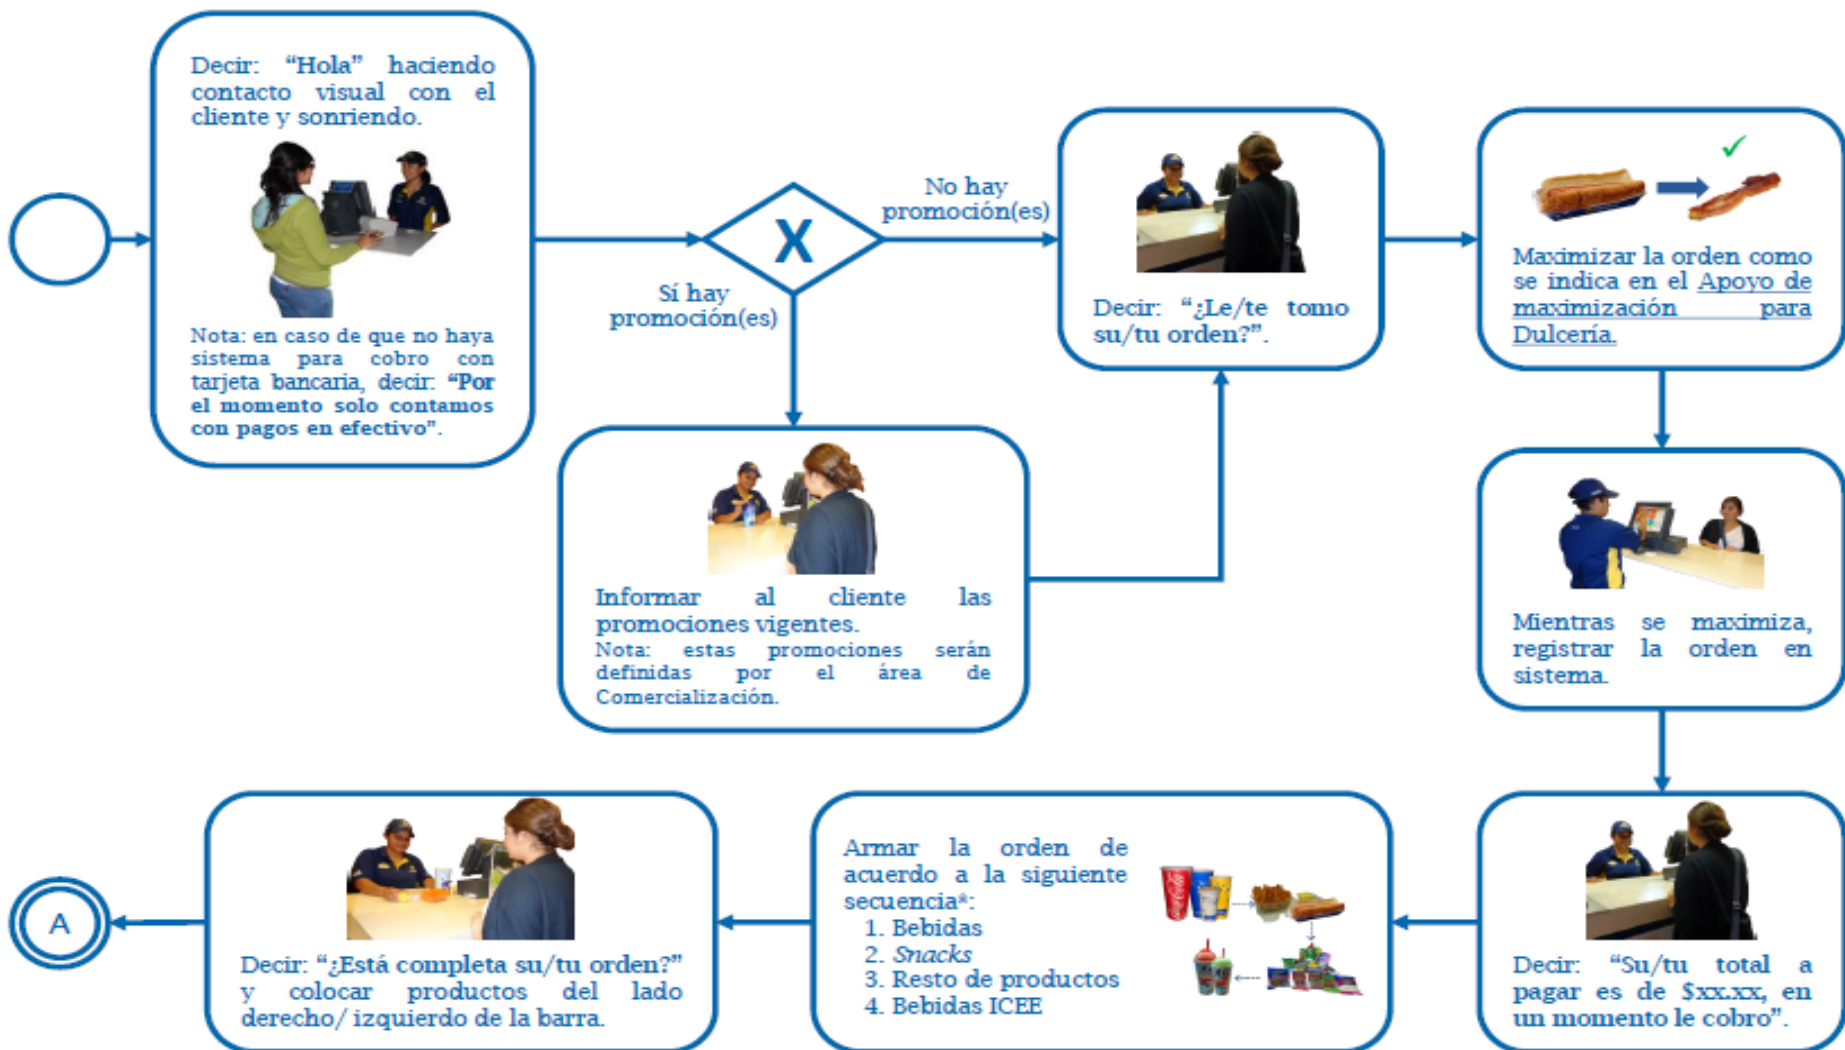 Decir: “Hola” haciendo
contacto visual con el
cliente y sonriendo.
Nota: en caso de que no haya
sistema para cobro con
tarjeta bancaria, decir: “Por
el momento solo contamos
con pagos en efectivo”.
X
No hay
promoción(es)
Sí hay
promoción(es)
Informar al cliente las
promociones vigentes.
Nota: estas promociones serán
definidas por el área de
Comercialización.
Decir: “¿Le/te tomo
su/tu orden?”.
Maximizar la orden como
se indica en el Apoyo de
maximización para
Dulcería.
Mientras se maximiza,
registrar la orden en
sistema.
Decir: “Su/tu total a
pagar es de $xx.xx, en
un momento le cobro”.
Armar la orden de
acuerdo a la siguiente
secuencia*:
1. Bebidas
2. Snacks
3. Resto de productos
4. Bebidas ICEE
Decir: “¿Está completa su/tu orden?”
y colocar productos del lado
derecho/ izquierdo de la barra.
A